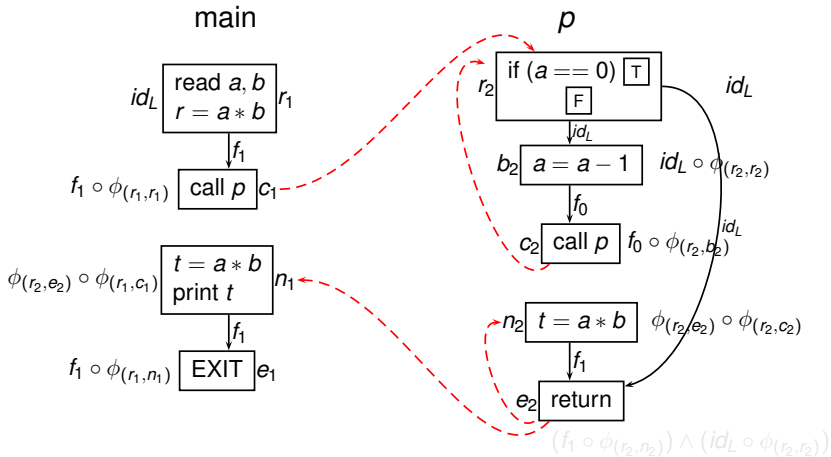 main
p
id_L
read a, b
r = a ∗ b
r_1
f_1
f_1 ∘ ϕ_(r_1,r_1)
call p
c_1
ϕ_(r_2,e_2) ∘ ϕ_(r_1,c_1)
t = a ∗ b
print t
n_1
f_1
f_1 ∘ ϕ_(r_1,n_1)
EXIT
e_1
r_2
if (a == 0) T
F
id_L
id_L
b_2
a = a − 1
id_L ∘ ϕ_(r_2,r_2)
f_0
c_2
call p
f_0 ∘ ϕ_(r_2,b_2)
id_L
n_2
t = a ∗ b
ϕ_(r_2,e_2) ∘ ϕ_(r_2,c_2)
f_1
e_2
return
(f_1 ∘ ϕ_(r_2,n_2)) ∧ (id_L ∘ ϕ_(r_2,r_2))